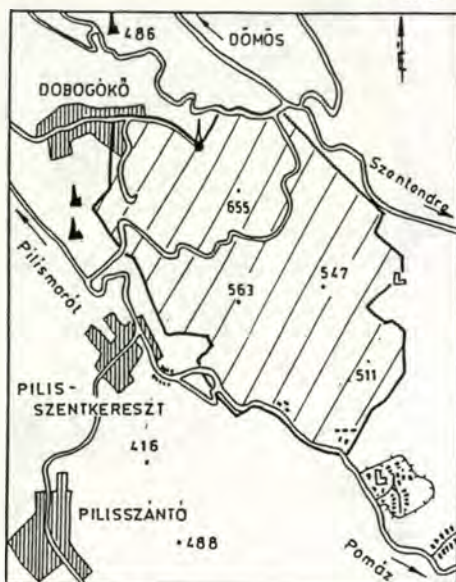 486
DÖMÖS
DOBOGÓKŐ
Szentendre
655
Pilismarót
563
547
511
PILIS-
SZENTKERESZT
416
PILISSZÁNTÓ
488
Pomáz